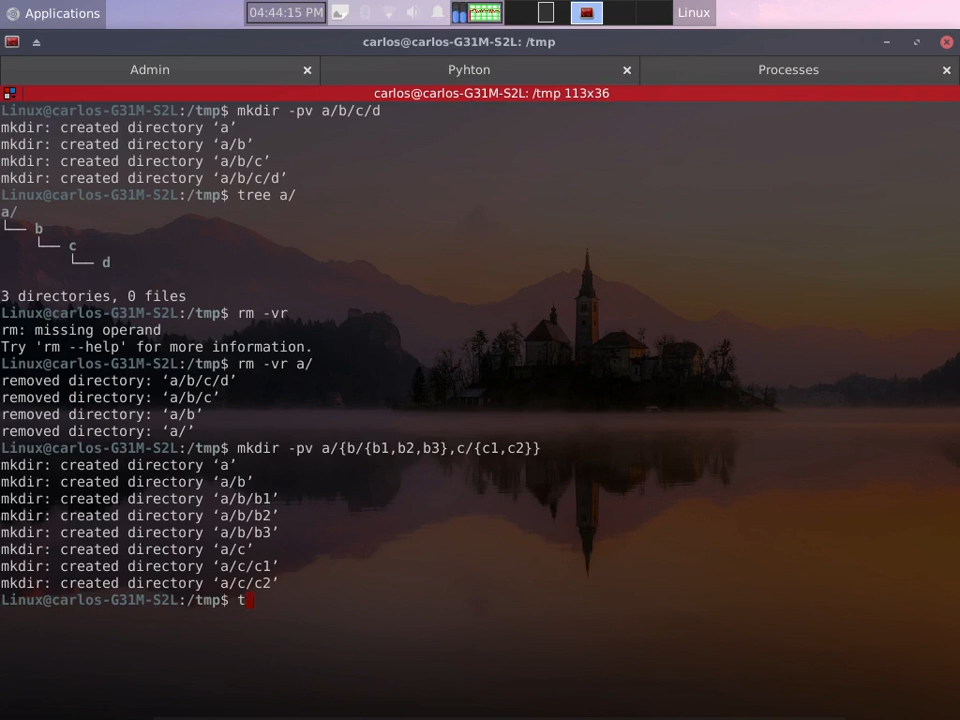 Applications
04:44:15 PM
Linux
carlos@carlos-G31M-S2L: /tmp
Admin
Pyhton
Processes
carlos@carlos-G31M-S2L: /tmp 113x36
Linux@carlos-G31M-S2L:/tmp$ mkdir -pv a/b/c/d
mkdir: created directory ‘a’
mkdir: created directory ‘a/b’
mkdir: created directory ‘a/b/c’
mkdir: created directory ‘a/b/c/d’
Linux@carlos-G31M-S2L:/tmp$ tree a/
a/
└── b
    └── c
        └── d
3 directories, 0 files
Linux@carlos-G31M-S2L:/tmp$ rm -vr
rm: missing operand
Try 'rm --help' for more information.
Linux@carlos-G31M-S2L:/tmp$ rm -vr a/
removed directory: ‘a/b/c/d’
removed directory: ‘a/b/c’
removed directory: ‘a/b’
removed directory: ‘a/’
Linux@carlos-G31M-S2L:/tmp$ mkdir -pv a/{b/{b1,b2,b3},c/{c1,c2}}
mkdir: created directory ‘a’
mkdir: created directory ‘a/b’
mkdir: created directory ‘a/b/b1’
mkdir: created directory ‘a/b/b2’
mkdir: created directory ‘a/b/b3’
mkdir: created directory ‘a/c’
mkdir: created directory ‘a/c/c1’
mkdir: created directory ‘a/c/c2’
Linux@carlos-G31M-S2L:/tmp$ t